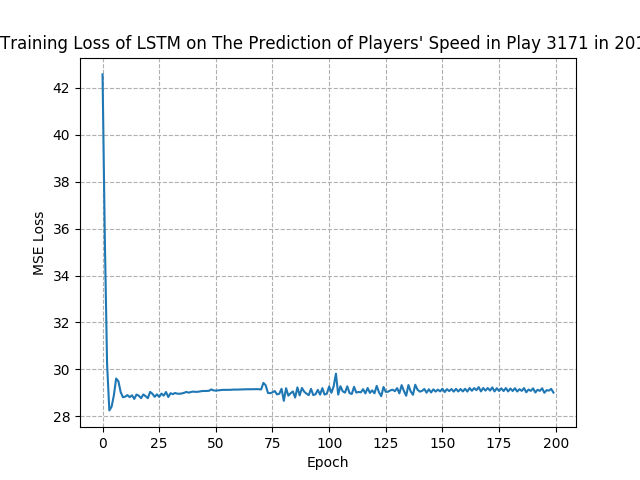 Training Loss of LSTM on The Prediction of Players' Speed in Play 3171 in 201
42
40
38
36
34
32
30
28
MSE Loss
0 25 50 75 100 125 150 175 200
Epoch